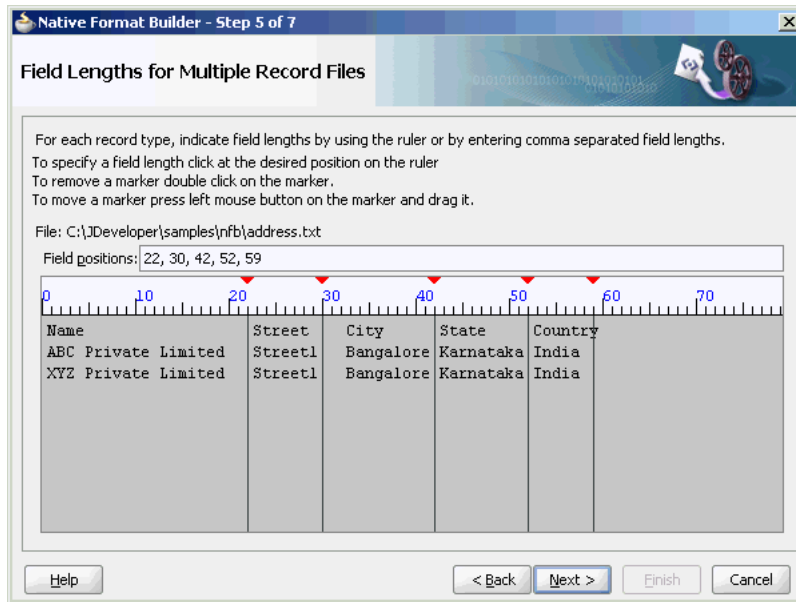 Native Format Builder - Step 5 of 7
Field Lengths for Multiple Record Files
For each record type, indicate field lengths by using the ruler or by entering comma separated field lengths.
To specify a field length click at the desired position on the ruler
To remove a marker double click on the marker.
To move a marker press left mouse button on the marker and drag it.
File: C:\JDeveloper\samples\nfb\address.txt
Field positions: 22, 30, 42, 52, 59
0 10 20 30 40 50 60 70
Name Street City State Country
ABC Private Limited Street1 Bangalore Karnataka India
XYZ Private Limited Street1 Bangalore Karnataka India
Help < Back Next > Finish Cancel